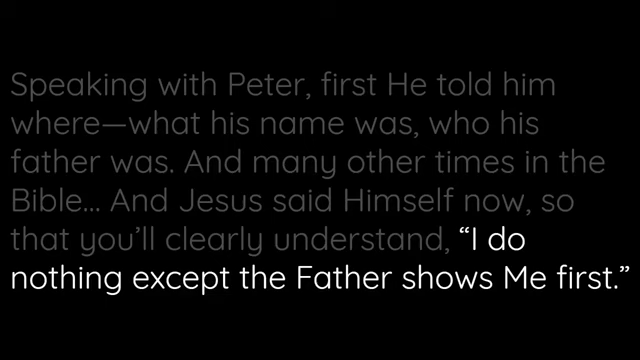 Speaking with Peter, first He told him
where—what his name was, who his
father was. And many other times in the
Bible... And Jesus said Himself now, so
that you’ll clearly understand, “I do
nothing except the Father shows Me first.”